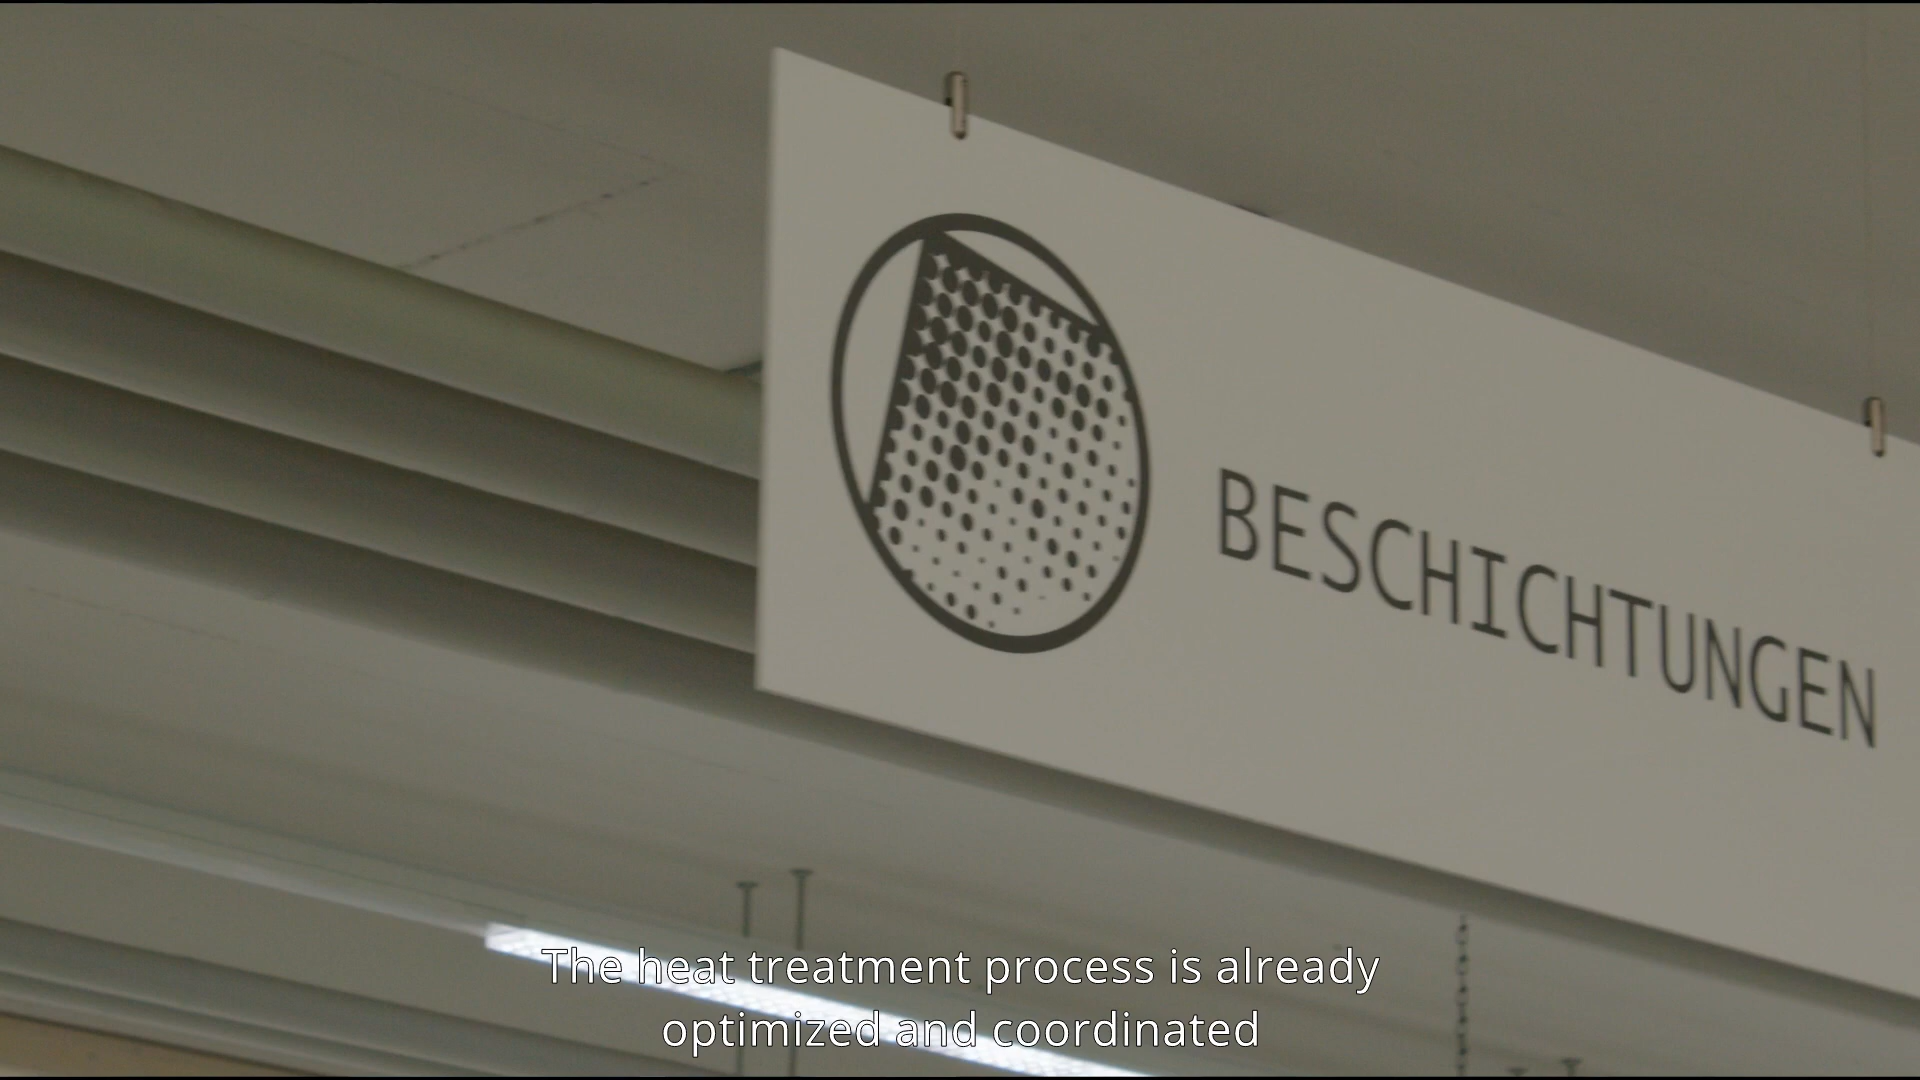 BESCHICHTUNGEN
The heat treatment process is already
optimized and coordinated